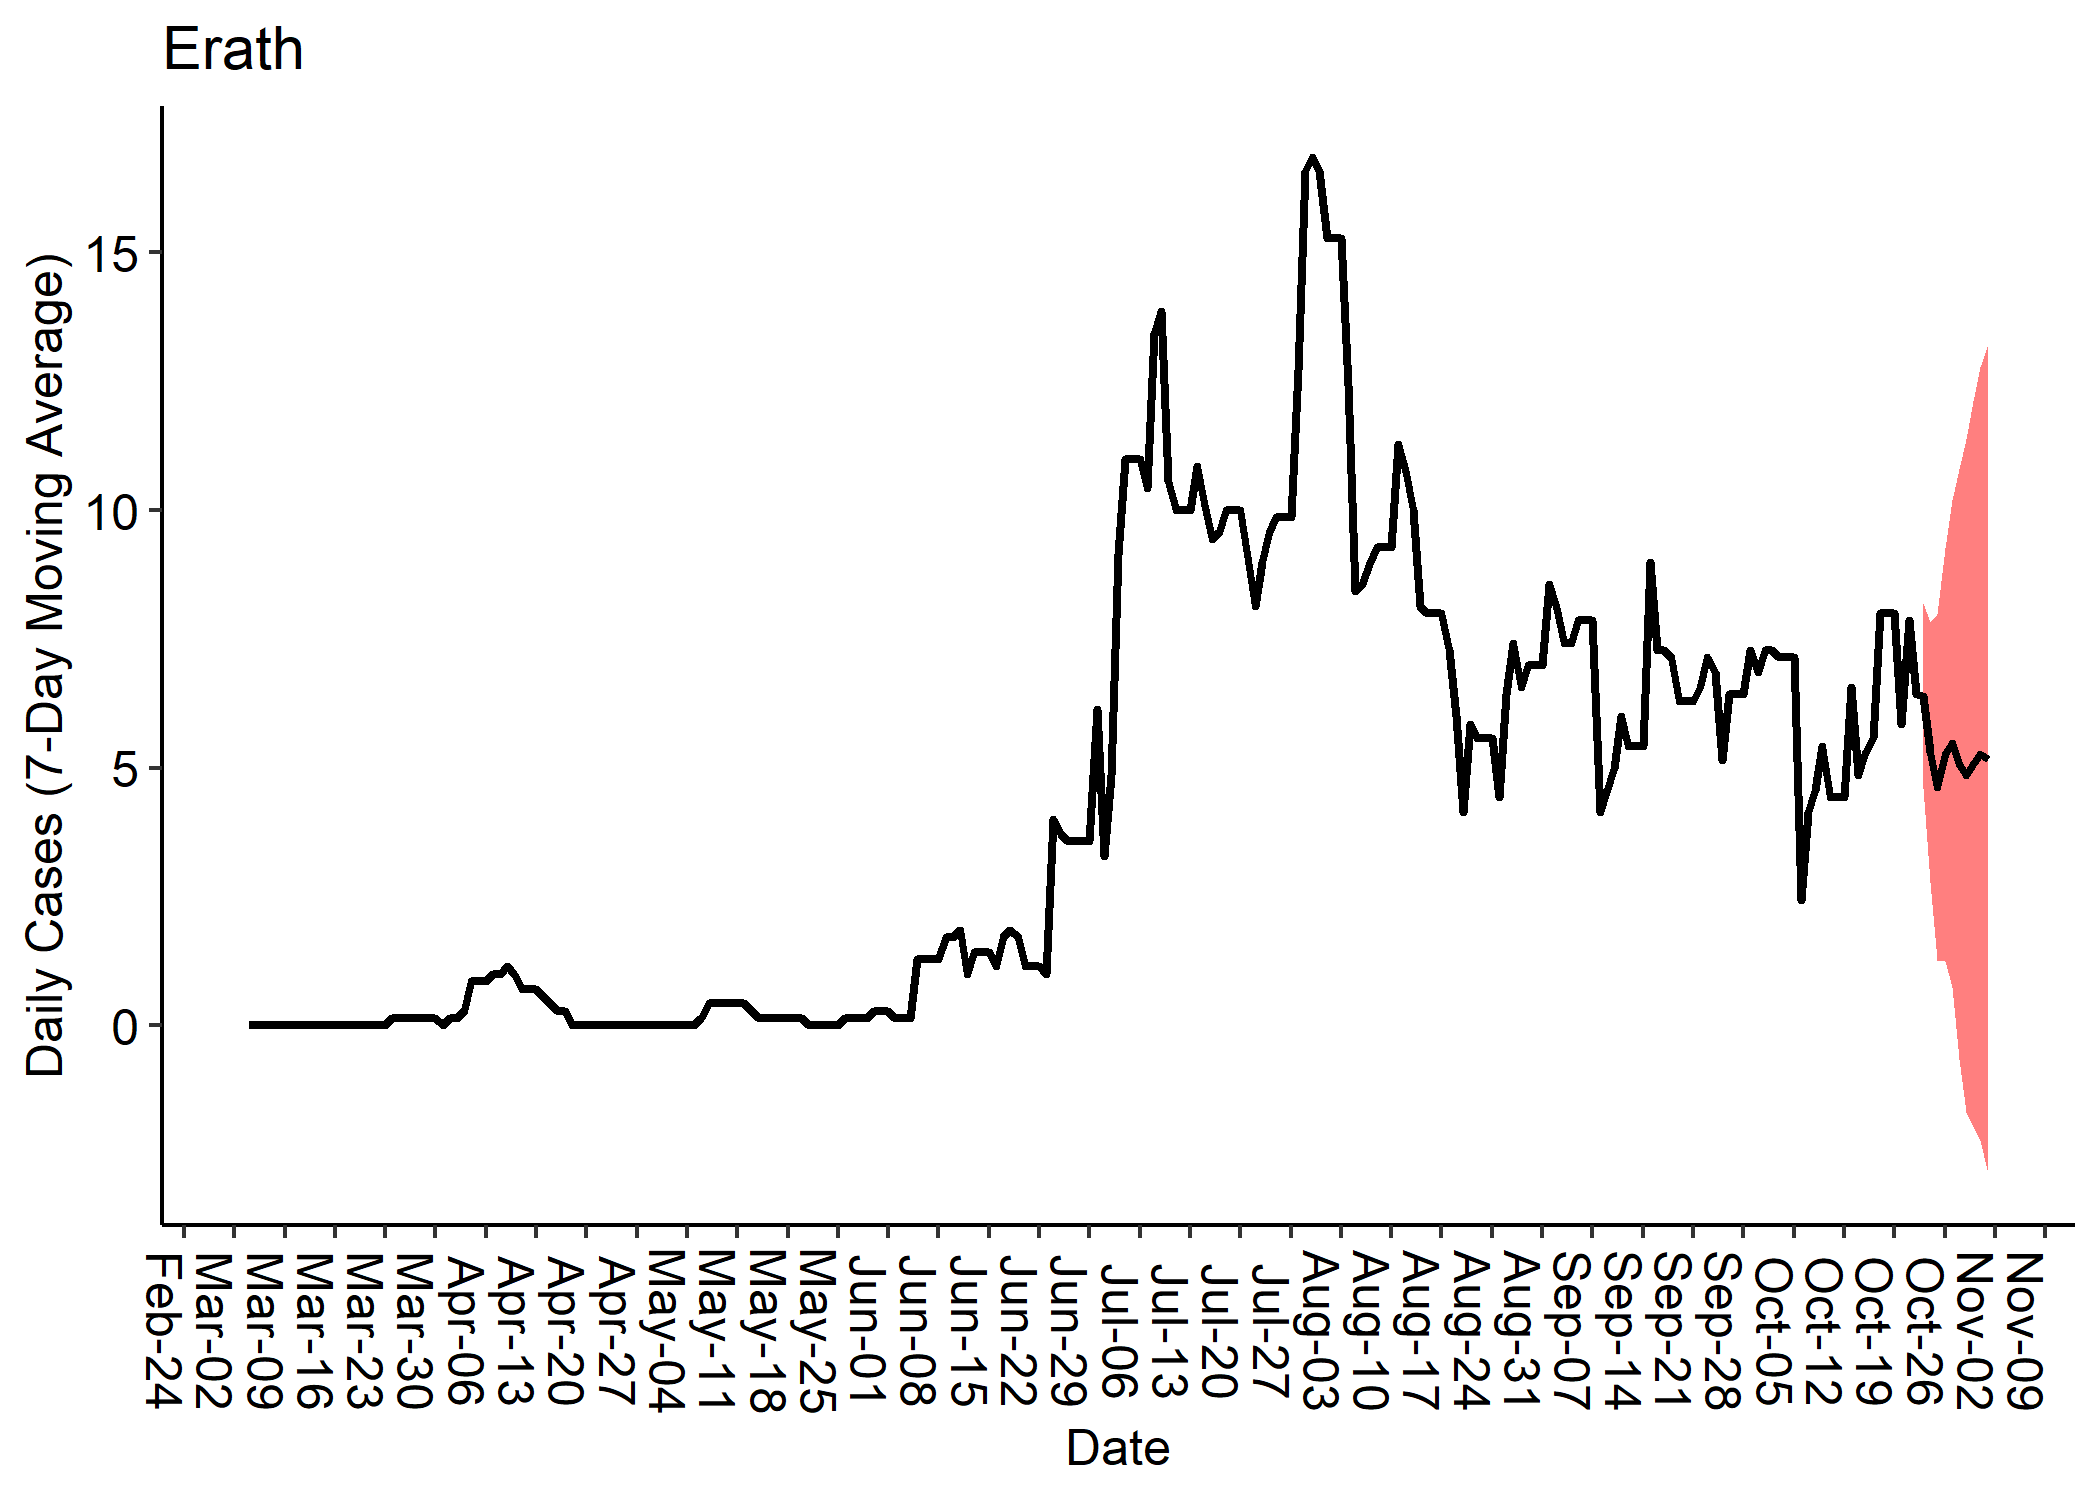 Erath
Daily Cases (7-Day Moving Average)
15
10
5
0
Feb-24
Mar-02
Mar-09
Mar-16
Mar-23
Mar-30
Apr-06
Apr-13
Apr-20
Apr-27
May-04
May-11
May-18
May-25
Jun-01
Jun-08
Jun-15
Jun-22
Jun-29
Jul-06
Jul-13
Jul-20
Jul-27
Aug-03
Aug-10
Aug-17
Aug-24
Aug-31
Sep-07
Sep-14
Sep-21
Sep-28
Oct-05
Oct-12
Oct-19
Oct-26
Nov-02
Nov-09
Date